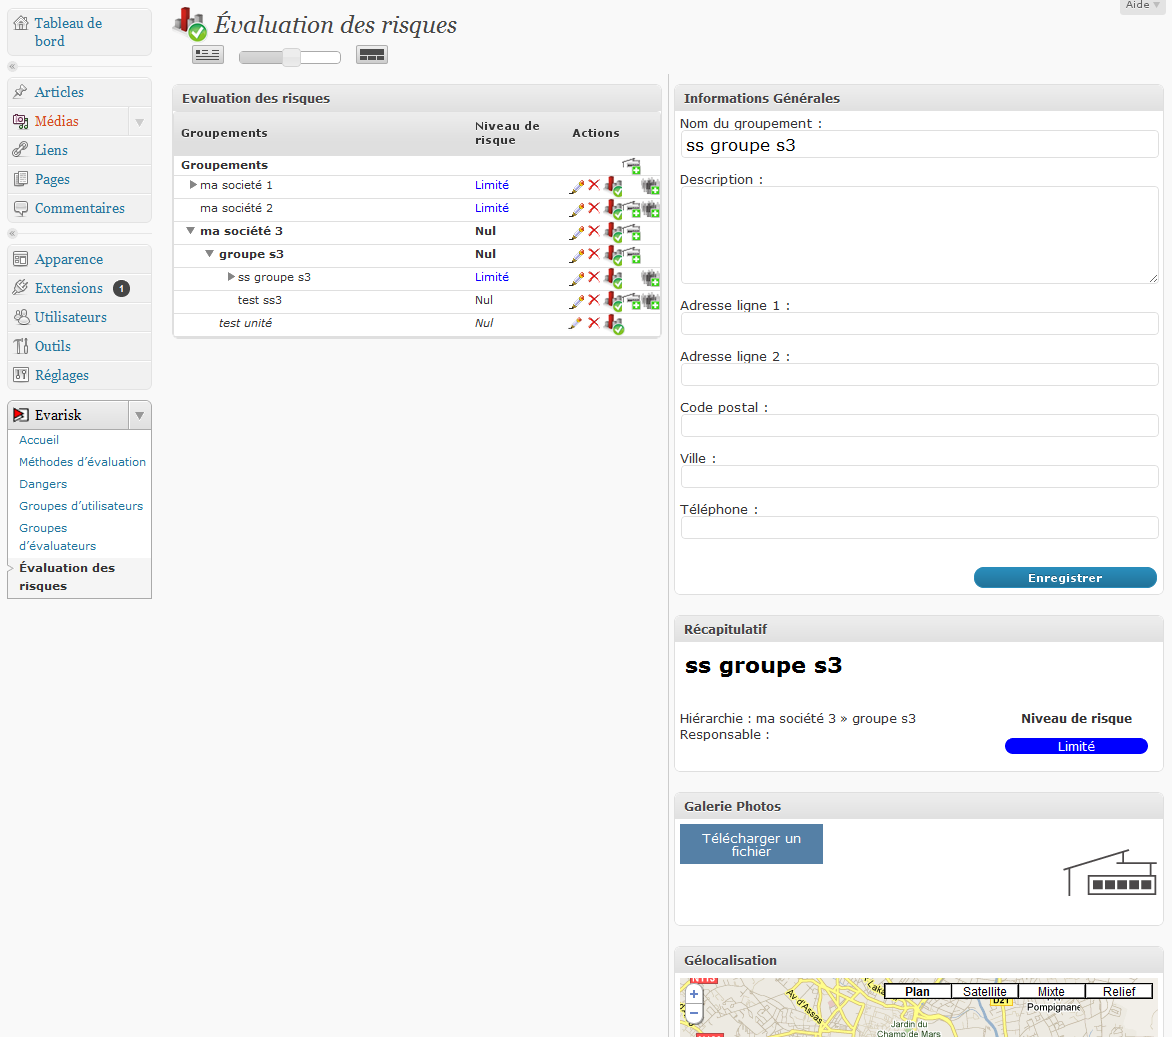 Aide
Tableau de
bord
Articles
Médias
Liens
Pages
Commentaires
Apparence
Extensions 1
Utilisateurs
Outils
Réglages
Evarisk
Accueil
Méthodes d’évaluation
Dangers
Groupes d’utilisateurs
Groupes
d’évaluateurs
Évaluation des
risques
Évaluation des risques
Evaluation des risques
Groupements Niveau de risque Actions
Groupements
ma societé 1 Limité
ma société 2 Limité
ma société 3 Nul
groupe s3 Nul
ss groupe s3 Limité
test ss3 Nul
test unité Nul
Informations Générales
Nom du groupement :
ss groupe s3
Description :
Adresse ligne 1 :
Adresse ligne 2 :
Code postal :
Ville :
Téléphone :
Enregistrer
Récapitulatif
ss groupe s3
Hiérarchie : ma société 3 » groupe s3
Responsable :
Niveau de risque
Limité
Galerie Photos
Télécharger un
fichier
Gélocalisation
Plan Satellite Mixte Relief
N113
Av d'Assas
D21
Pompignane
Jardin du
Champ de Mars